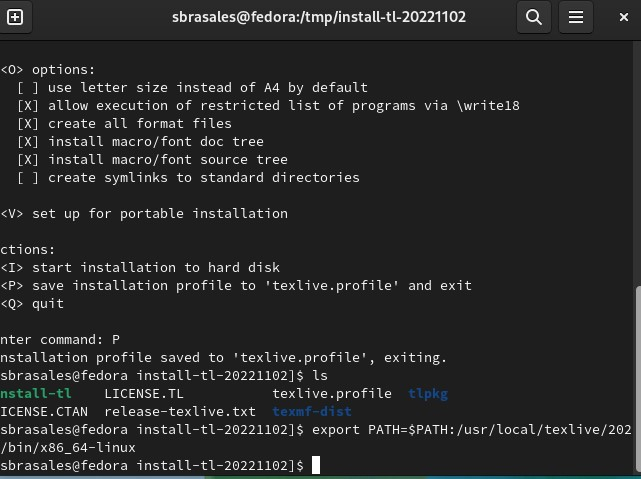 sbrasales@fedora:/tmp/install-tl-20221102
<O> options:
[ ] use letter size instead of A4 by default
[X] allow execution of restricted list of programs via \write18
[X] create all format files
[X] install macro/font doc tree
[X] install macro/font source tree
[ ] create symlinks to standard directories
<V> set up for portable installation
ctions:
<I> start installation to hard disk
<P> save installation profile to 'texlive.profile' and exit
<Q> quit
nter command: P
nstallation profile saved to 'texlive.profile', exiting.
sbrasales@fedora install-tl-20221102]$ ls
nstall-tl LICENSE.TL texlive.profile tlpkg
ICENSE.CTAN release-texlive.txt texmf-dist
sbrasales@fedora install-tl-20221102]$ export PATH=$PATH:/usr/local/texlive/202
/bin/x86_64-linux
sbrasales@fedora install-tl-20221102]$